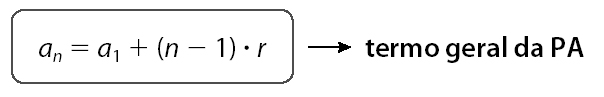 aₙ = a₁ + (n − 1) · r ⟶ termo geral da PA